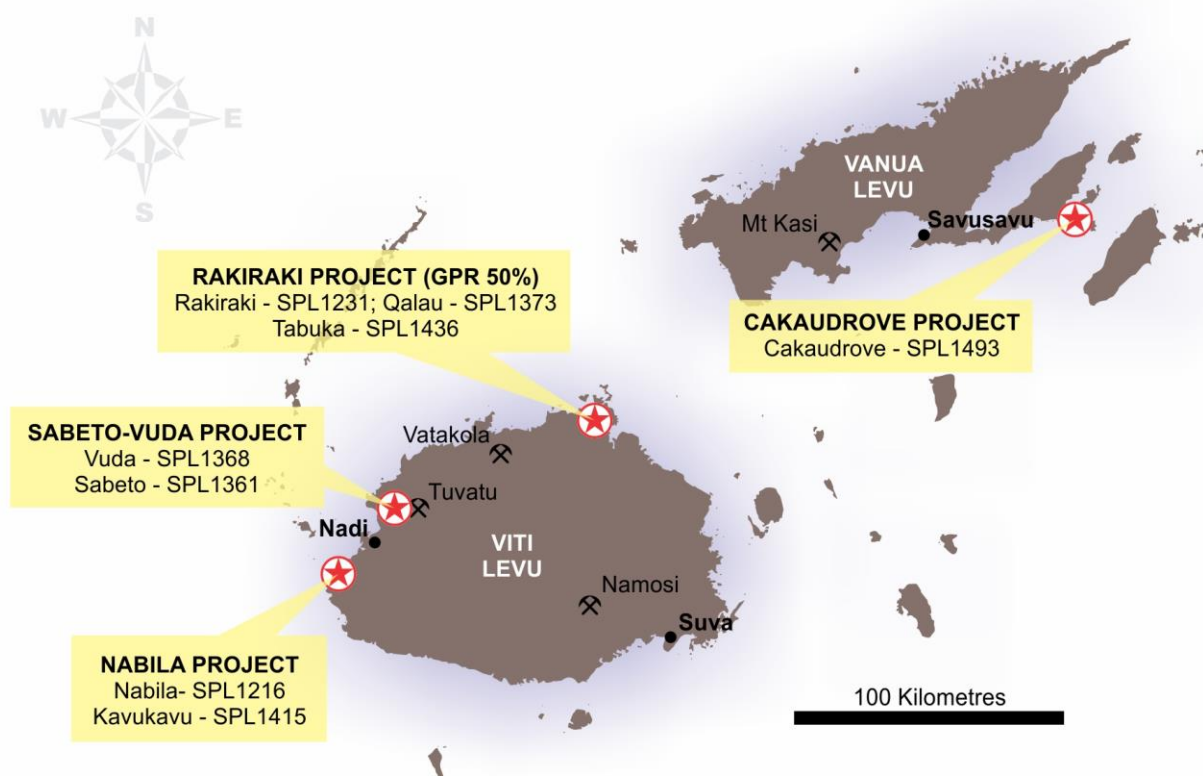 N
W
E
S
VANUA
LEVU
Mt Kasi
Savusavu
RAKIRAKI PROJECT (GPR 50%)
Rakiraki - SPL1231; Qalau - SPL1373
Tabuka - SPL1436
CAKAUDROVE PROJECT
Cakaudrove - SPL1493
SABETO-VUDA PROJECT
Vuda - SPL1368
Sabeto - SPL1361
Vatakola
Tuvatu
Nadi
VITI
LEVU
Namosi
Suva
NABILA PROJECT
Nabila- SPL1216
Kavukavu - SPL1415
100 Kilometres